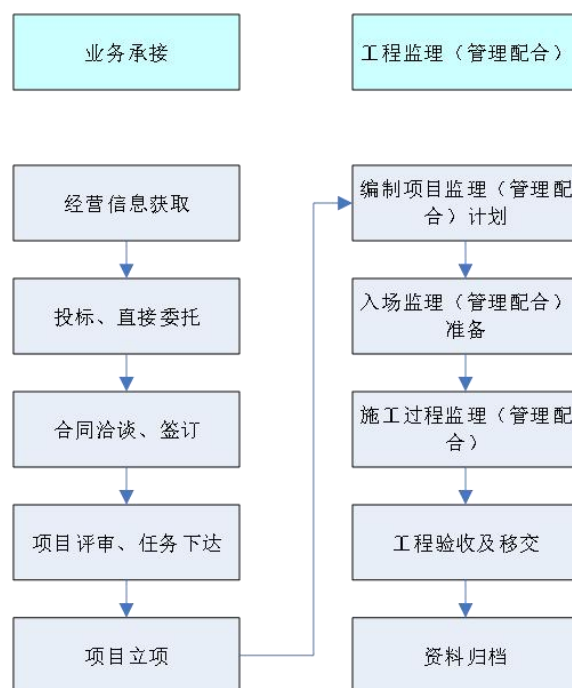 业务承接
工程监理（管理配合）
经营信息获取
投标、直接委托
合同洽谈、签订
项目评审、任务下达
项目立项
编制项目监理（管理配
合）计划
入场监理（管理配合）
准备
施工过程监理（管理配
合）
工程验收及移交
资料归档